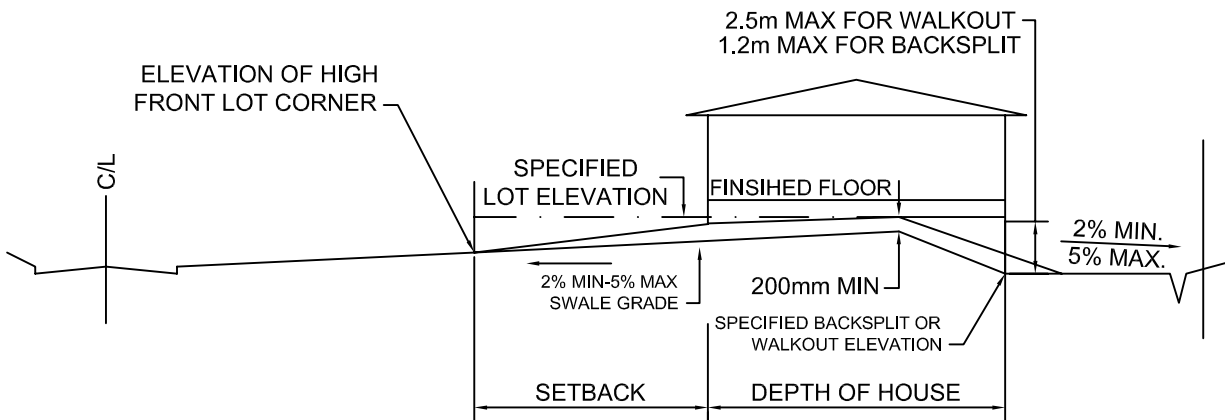 2.5m MAX FOR WALKOUT
1.2m MAX FOR BACKSPLIT
ELEVATION OF HIGH
FRONT LOT CORNER
C/L
SPECIFIED
LOT ELEVATION
FINSIHED FLOOR
2% MIN.
5% MAX.
2% MIN-5% MAX
SWALE GRADE
200mm MIN
SPECIFIED BACKSPLIT OR
WALKOUT ELEVATION
SETBACK
DEPTH OF HOUSE